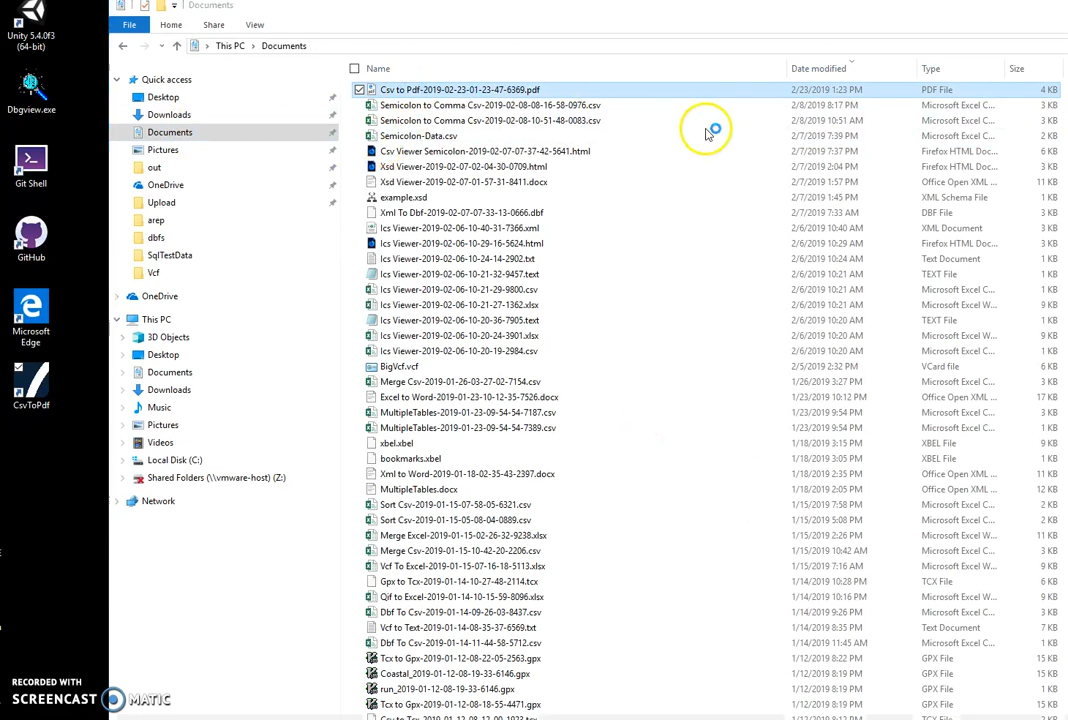 Unity 5.4.0f3
(64-bit)
Dbgview.exe
Git Shell
GitHub
Microsoft
Edge
CsvToPdf
RECORDED WITH
SCREENCAST MATIC
Documents
File Home Share View
This PC > Documents
Quick access
Desktop
Downloads
Documents
Pictures
out
OneDrive
Upload
arep
dbfs
SqlTestData
Vcf
OneDrive
This PC
3D Objects
Desktop
Documents
Downloads
Music
Pictures
Videos
Local Disk (C:)
Shared Folders (\\vmware-host) (Z:)
Network
Name Date modified Type Size
Csv to Pdf-2019-02-23-01-23-47-6369.pdf 2/23/2019 1:23 PM PDF File 4 KB
Semicolon to Comma Csv-2019-02-08-08-16-58-0976.csv 2/8/2019 8:17 PM Microsoft Excel C... 3 KB
Semicolon to Comma Csv-2019-02-08-10-51-48-0083.csv 2/8/2019 10:51 AM Microsoft Excel C... 3 KB
Semicolon-Data.csv 2/7/2019 7:39 PM Microsoft Excel C... 2 KB
Csv Viewer Semicolon-2019-02-07-07-37-42-5641.html 2/7/2019 7:37 PM Firefox HTML Doc... 6 KB
Xsd Viewer-2019-02-07-02-04-30-0709.html 2/7/2019 2:04 PM Firefox HTML Doc... 3 KB
Xsd Viewer-2019-02-07-01-57-31-8411.docx 2/7/2019 1:57 PM Office Open XML ... 11 KB
example.xsd 2/7/2019 1:45 PM XML Schema File 1 KB
Xml To Dbf-2019-02-07-07-33-13-0666.dbf 2/7/2019 7:33 AM DBF File 3 KB
Ics Viewer-2019-02-06-10-40-31-7366.xml 2/6/2019 10:40 AM XML Document 2 KB
Ics Viewer-2019-02-06-10-29-16-5624.html 2/6/2019 10:29 AM Firefox HTML Doc... 3 KB
Ics Viewer-2019-02-06-10-24-14-2902.txt 2/6/2019 10:24 AM Text Document 1 KB
Ics Viewer-2019-02-06-10-21-32-9457.text 2/6/2019 10:21 AM TEXT File 1 KB
Ics Viewer-2019-02-06-10-21-29-9800.csv 2/6/2019 10:21 AM Microsoft Excel C... 1 KB
Ics Viewer-2019-02-06-10-21-27-1362.xlsx 2/6/2019 10:21 AM Microsoft Excel W... 9 KB
Ics Viewer-2019-02-06-10-20-36-7905.text 2/6/2019 10:20 AM TEXT File 1 KB
Ics Viewer-2019-02-06-10-20-24-3901.xlsx 2/6/2019 10:20 AM Microsoft Excel W... 9 KB
Ics Viewer-2019-02-06-10-20-19-2984.csv 2/6/2019 10:20 AM Microsoft Excel C... 1 KB
BigVcf.vcf 2/5/2019 2:32 PM VCard file 1 KB
Merge Csv-2019-01-26-03-27-02-7154.csv 1/26/2019 3:27 PM Microsoft Excel C... 3 KB
Excel to Word-2019-01-23-10-12-35-7526.docx 1/23/2019 10:12 PM Office Open XML ... 17 KB
MultipleTables-2019-01-23-09-54-54-7187.csv 1/23/2019 9:54 PM Microsoft Excel C... 3 KB
MultipleTables-2019-01-23-09-54-54-7389.csv 1/23/2019 9:54 PM Microsoft Excel C... 1 KB
xbel.xbel 1/18/2019 3:15 PM XBEL File 9 KB
bookmarks.xbel 1/18/2019 3:05 PM XBEL File 9 KB
Xml to Word-2019-01-18-02-35-43-2397.docx 1/18/2019 2:35 PM Office Open XML ... 11 KB
MultipleTables.docx 1/18/2019 2:05 PM Office Open XML ... 12 KB
Sort Csv-2019-01-15-07-58-05-6321.csv 1/15/2019 7:58 PM Microsoft Excel C... 2 KB
Sort Csv-2019-01-15-05-08-04-0889.csv 1/15/2019 5:08 PM Microsoft Excel C... 2 KB
Merge Excel-2019-01-15-02-26-32-9238.xlsx 1/15/2019 2:26 PM Microsoft Excel W... 11 KB
Merge Csv-2019-01-15-10-42-20-2206.csv 1/15/2019 10:42 AM Microsoft Excel C... 3 KB
Vcf To Excel-2019-01-15-07-16-18-5113.xlsx 1/15/2019 7:16 AM Microsoft Excel W... 9 KB
Gpx to Tcx-2019-01-14-10-27-48-2114.tcx 1/14/2019 10:28 PM TCX File 6 KB
Qif to Excel-2019-01-14-10-15-59-8096.xlsx 1/14/2019 10:16 PM Microsoft Excel W... 9 KB
Dbf To Csv-2019-01-14-09-26-03-8437.csv 1/14/2019 9:26 PM Microsoft Excel C... 3 KB
Vcf to Text-2019-01-14-08-35-37-6569.txt 1/14/2019 8:35 PM Text Document 1 KB
Dbf To Csv-2019-01-14-11-44-58-5712.csv 1/14/2019 11:45 AM Microsoft Excel C... 1 KB
Tcx to Gpx-2019-01-12-08-22-05-2563.gpx 1/12/2019 8:22 PM GPX File 15 KB
Coastal_2019-01-12-08-19-33-6146.gpx 1/12/2019 8:19 PM GPX File 15 KB
run_2019-01-12-08-19-33-6146.gpx 1/12/2019 8:19 PM GPX File 1 KB
Tcx to Gpx-2019-01-12-08-18-55-4471.gpx 1/12/2019 8:19 PM GPX File 15 KB